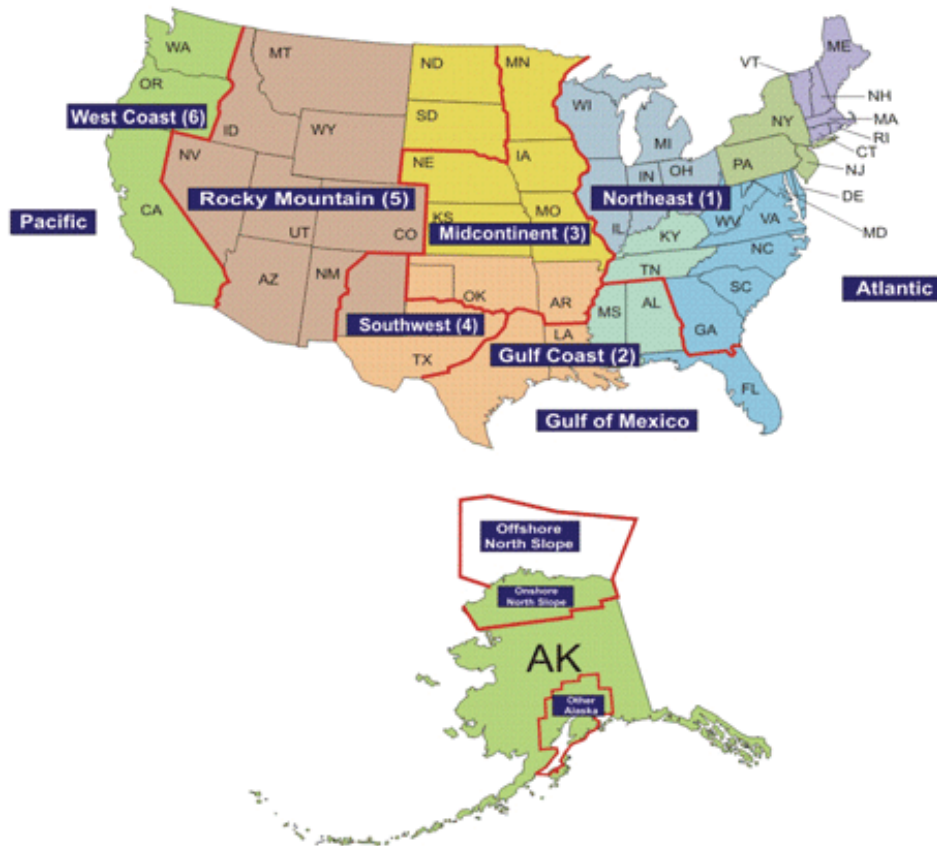 WA
MT
ND
MN
ME
VT
OR
WI
NH
West Coast (6)
SD
NY
MA
ID
WY
MI
RI
CT
NV
NE
IA
PA
NJ
IN
OH
Rocky Mountain (5)
Northeast (1)
DE
CA
MO
WV
VA
Pacific
KS
IL
MD
UT
CO
Midcontinent (3)
KY
NC
AZ
NM
TN
Atlantic
OK
AR
SC
MS
AL
GA
Southwest (4)
LA
TX
Gulf Coast (2)
FL
Gulf of Mexico
Offshore
North Slope
Onshore
North Slope
AK
Other
Alaska